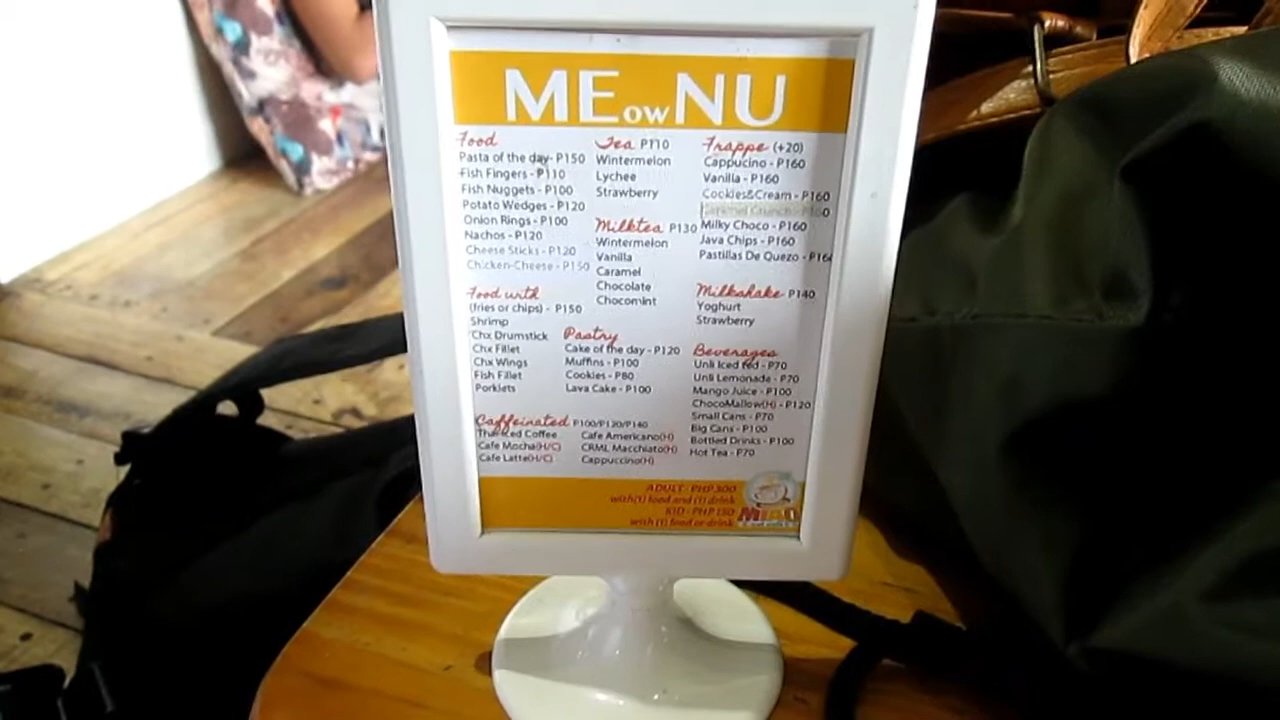 MEowNU
Food
Pasta of the day- P150
Fish Fingers - P110
Fish Nuggets - P100
Potato Wedges - P120
Onion Rings - P100
Nachos - P120
Cheese Sticks - P120
Chicken-Cheese - P150
Food with
(fries or chips) - P150
Shrimp
Chx Drumstick
Chx Fillet
Chx Wings
Fish Fillet
Porklets
Tea P110
Wintermelon
Lychee
Strawberry
Milktea P130
Wintermelon
Vanilla
Caramel
Chocolate
Chocomint
Pastry
Cake of the day - P120
Muffins - P100
Cookies - P80
Lava Cake - P100
Frappe (+20)
Cappucino - P160
Vanilla - P160
Cookies&Cream - P160
Caramel Crunch - P160
Milky Choco - P160
Java Chips - P160
Pastillas De Quezo - P16
Milkshake P140
Yoghurt
Strawberry
Beverages
Unli Iced Tea - P70
Unli Lemonade - P70
Mango Juice - P100
ChocoMallow(H) - P120
Small Cans - P70
Big Cans - P100
Bottled Drinks - P100
Hot Tea - P70
Caffeinated P100/P120/P140
Thai Iced Coffee
Cafe Mocha(H/C)
Cafe Latte(H/C)
Cafe Americano(H)
CRML Macchiato(H)
Cappuccino(H)
ADULT - PHP 300
with(1) food and (1) drink
KID - PHP 150
with (1) food or drink
MIAO